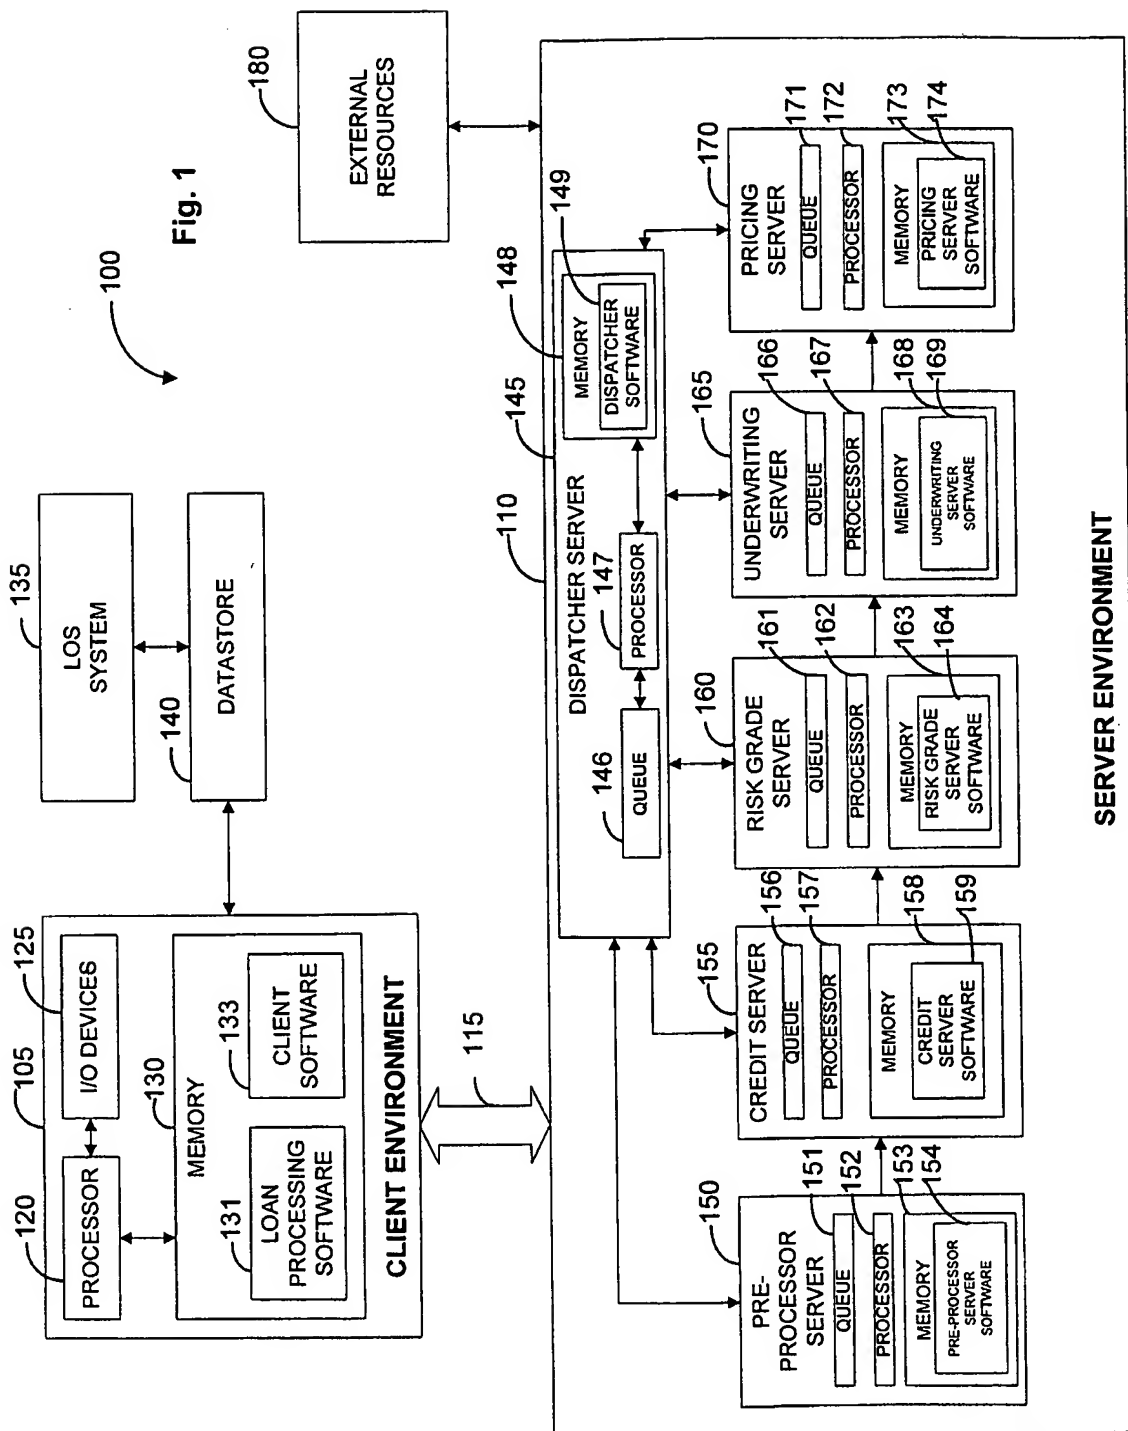 Fig. 1
100
105
120
PROCESSOR
125
I/O DEVICES
130
MEMORY
131
LOAN
PROCESSING
SOFTWARE
133
CLIENT
SOFTWARE
CLIENT ENVIRONMENT
135
LOS
SYSTEM
140
DATASTORE
180
EXTERNAL
RESOURCES
115
110
145
DISPATCHER SERVER
146
QUEUE
147
PROCESSOR
148
MEMORY
149
DISPATCHER
SOFTWARE
150
PRE-
PROCESSOR
SERVER
151
QUEUE
152
PROCESSOR
153
MEMORY
154
PRE-PROCESSOR
SERVER
SOFTWARE
155
CREDIT SERVER
156
QUEUE
157
PROCESSOR
158
MEMORY
159
CREDIT
SERVER
SOFTWARE
160
RISK GRADE
SERVER
161
QUEUE
162
PROCESSOR
163
MEMORY
164
RISK GRADE
SERVER
SOFTWARE
165
UNDERWRITING
SERVER
166
QUEUE
167
PROCESSOR
168
MEMORY
169
UNDERWRITING
SERVER
SOFTWARE
170
PRICING
SERVER
171
QUEUE
172
PROCESSOR
173
MEMORY
174
PRICING
SERVER
SOFTWARE
SERVER ENVIRONMENT